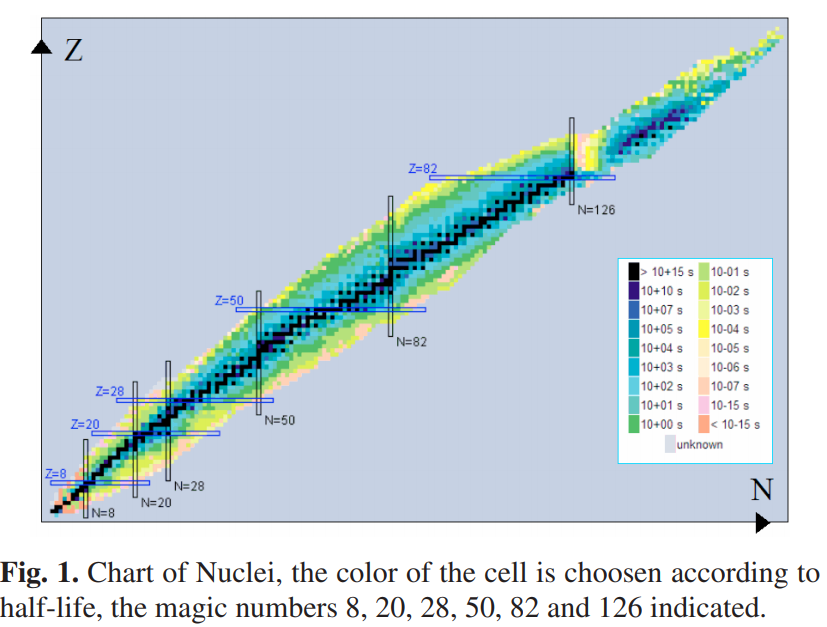 Z
Z=82
N=126
Z=50
N=82
Z=28
N=50
Z=20
N=28
Z=8
N=20
N=8
N
> 10+15 s
10-01 s
10+10 s
10-02 s
10+07 s
10-03 s
10+05 s
10-04 s
10+04 s
10-05 s
10+03 s
10-06 s
10+02 s
10-07 s
10+01 s
10-15 s
10+00 s
< 10-15 s
unknown
Fig. 1. Chart of Nuclei, the color of the cell is choosen according to
half-life, the magic numbers 8, 20, 28, 50, 82 and 126 indicated.